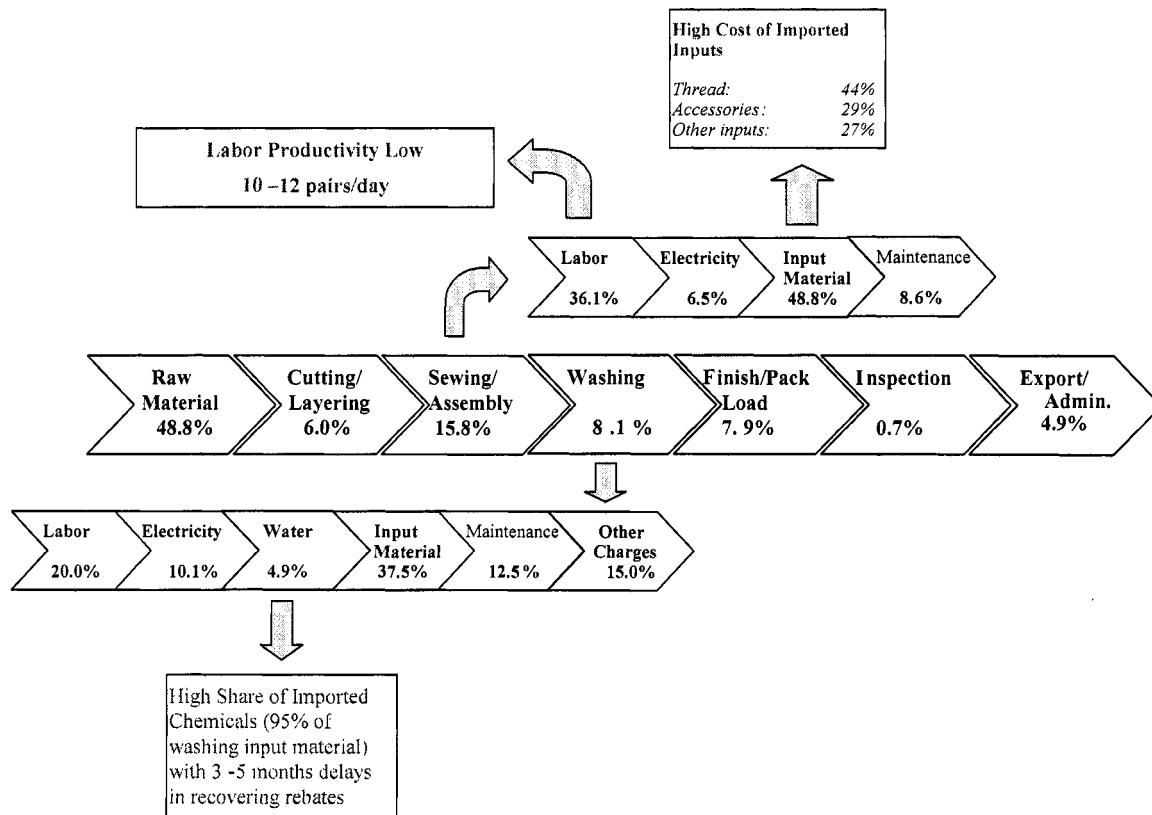 High Cost of Imported
Inputs
Thread: 44%
Accessories: 29%
Other inputs: 27%
Labor Productivity Low
10 –12 pairs/day
Labor
36.1%
Electricity
6.5%
Input
Material
48.8%
Maintenance
8.6%
Raw
Material
48.8%
Cutting/
Layering
6.0%
Sewing/
Assembly
15.8%
Washing
8 .1 %
Finish/Pack
Load
7. 9%
Inspection
0.7%
Export/
Admin.
4.9%
Labor
20.0%
Electricity
10.1%
Water
4.9%
Input
Material
37.5%
Maintenance
12.5%
Other
Charges
15.0%
High Share of Imported
Chemicals (95% of
washing input material)
with 3 -5 months delays
in recovering rebates